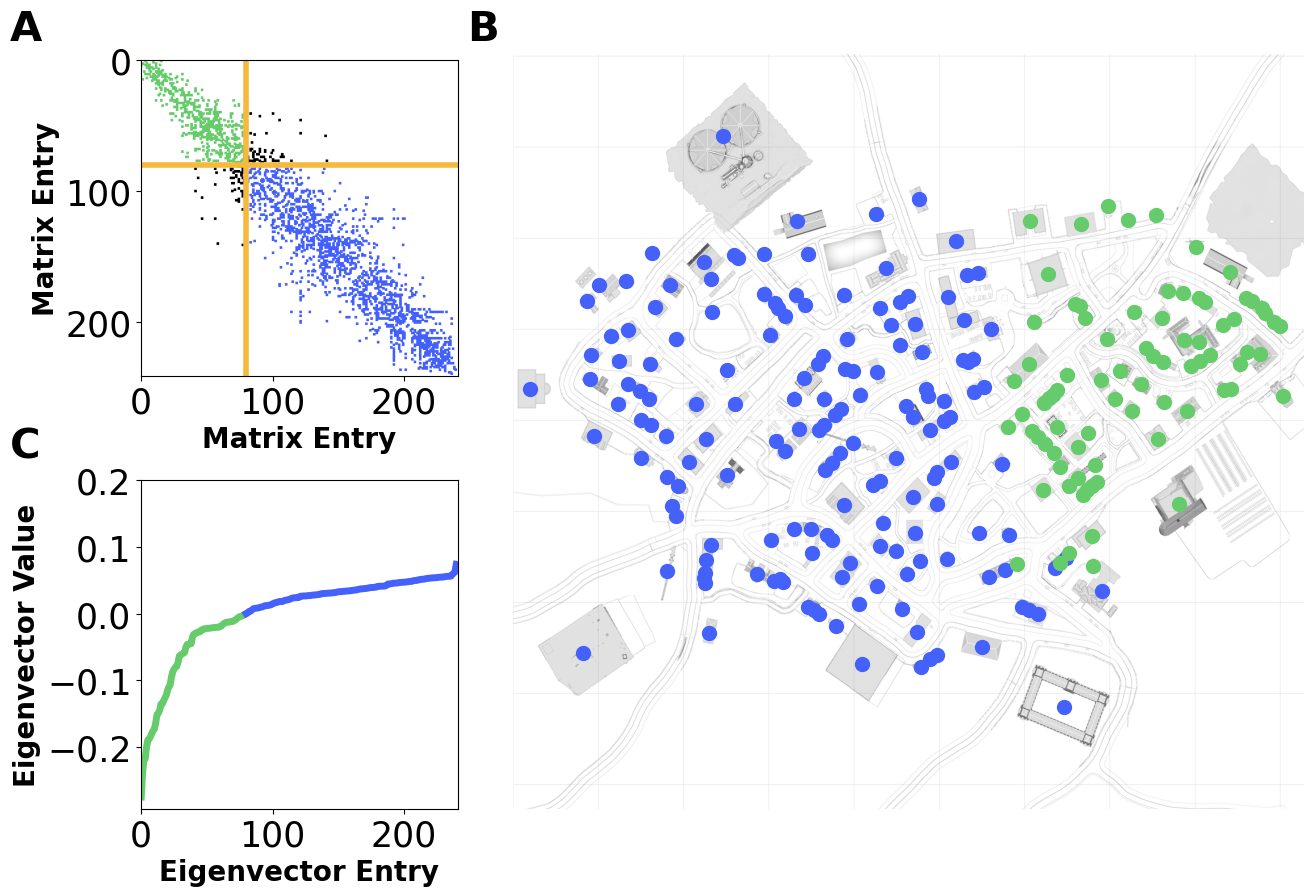 A
B
0
100
200
Matrix Entry
0
100
200
Matrix Entry
C
0.2
0.1
0.0
−0.1
−0.2
Eigenvector Value
0
100
200
Eigenvector Entry